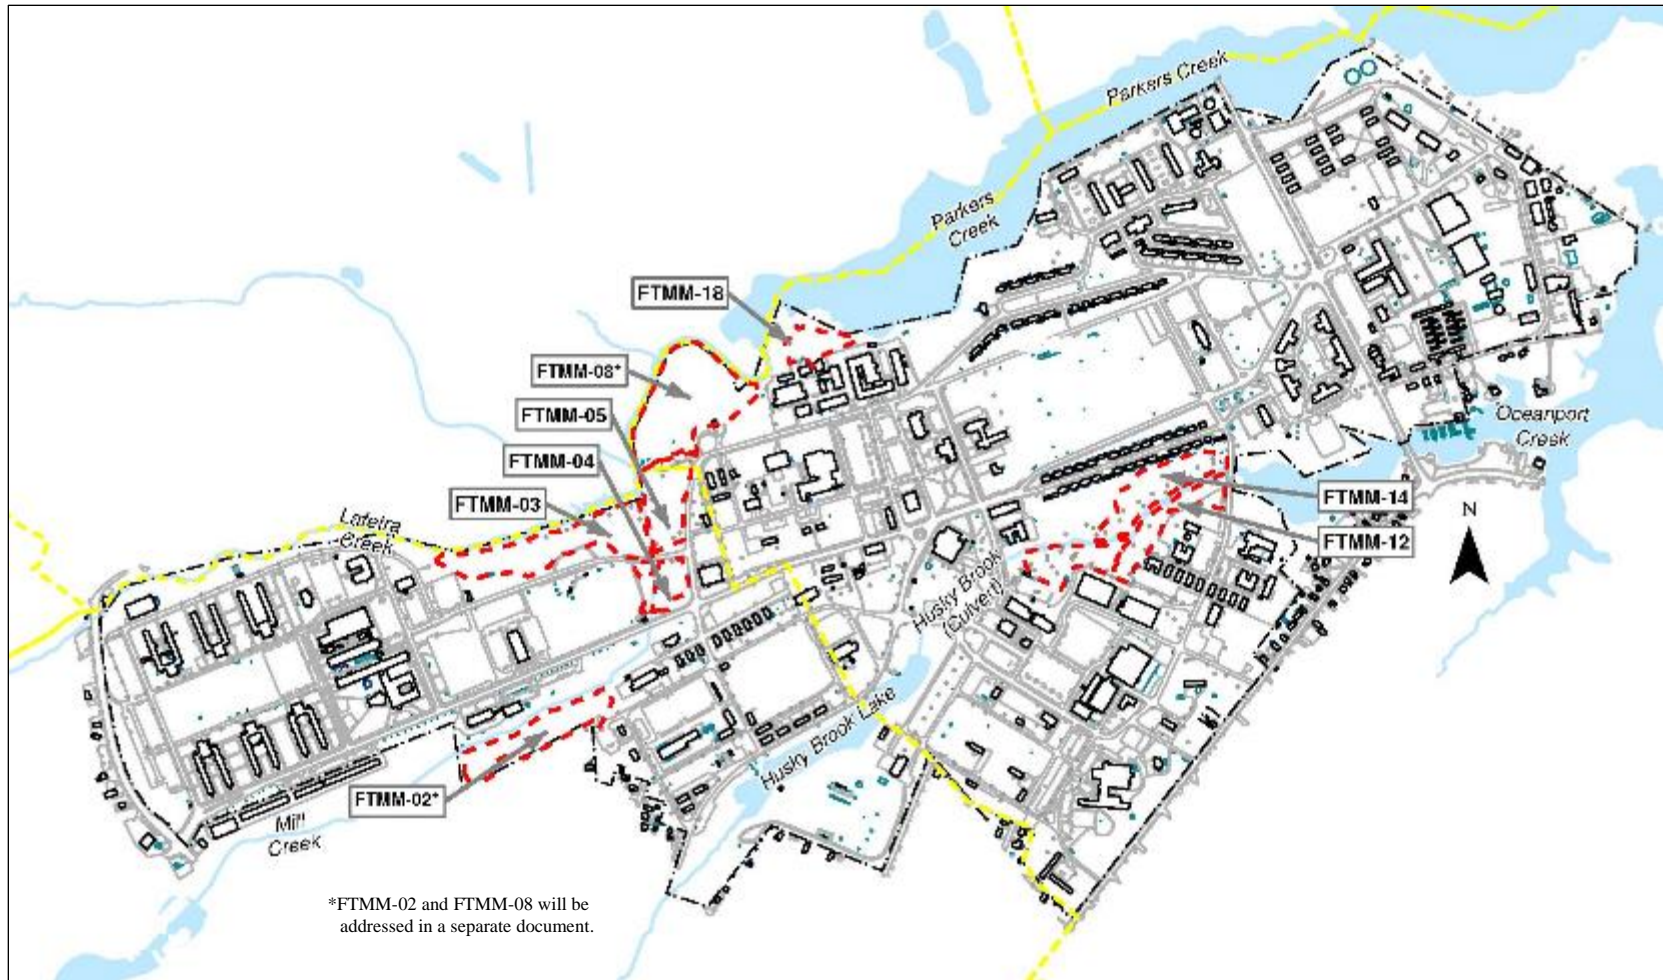 Parkers Creek
Parkers
Creek
FTMM-18
FTMM-08*
FTMM-05
FTMM-04
FTMM-03
Lafeira
Creek
Oceanport
Creek
FTMM-14
N
FTMM-12
Husky Brook
(Culvert)
Husky Brook Lake
FTMM-02*
Mill
Creek
*FTMM-02 and FTMM-08 will be
addressed in a separate document.